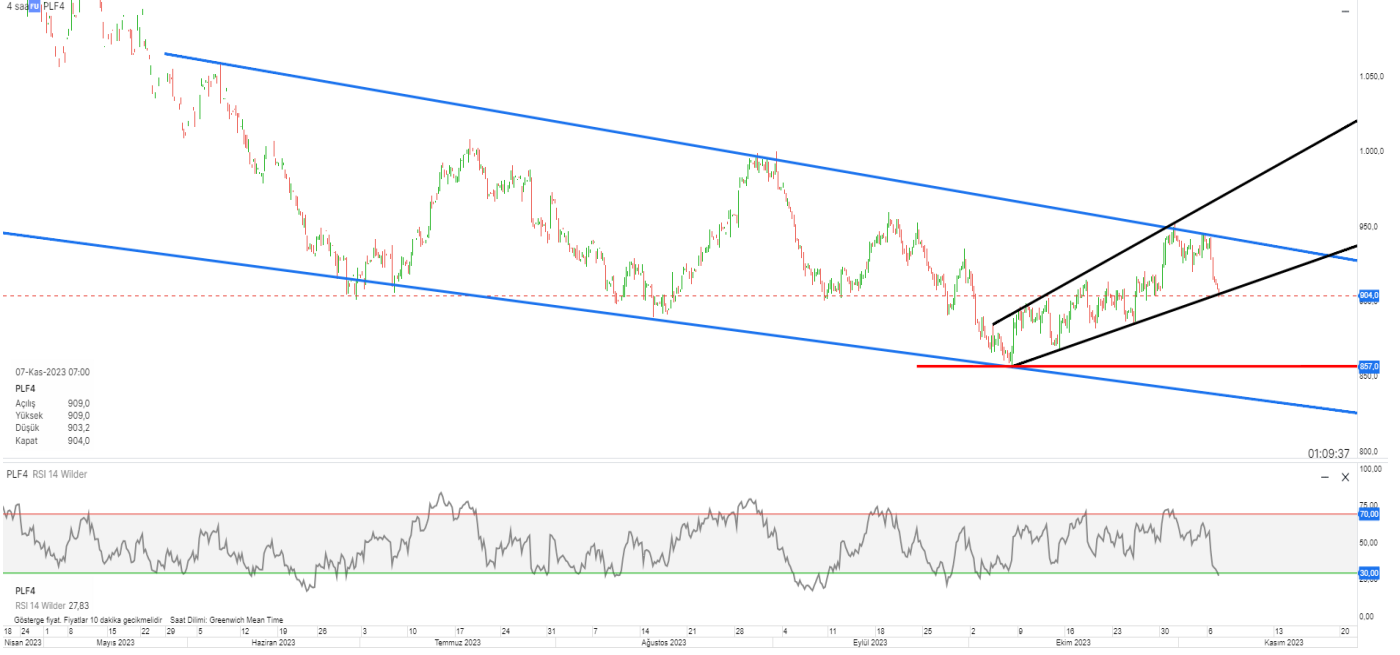 4 saa ru PLF4
1.050,0
1.000,0
950,0
904,0
857,0
850,0
800,0
07-Kas-2023 07:00
PLF4
Açılış 909,0
Yüksek 909,0
Düşük 903,2
Kapat 904,0
01:09:37
PLF4 RSI 14 Wilder
100,00
75,00
70,00
50,00
30,00
0,00
PLF4
RSI 14 Wilder 27,83
Gösterge fiyat. Fiyatlar 10 dakika gecikmelidir Saat Dilimi: Greenwich Mean Time
18 24 1 8 15 22 29 5 12 19 26 3 10 17 24 31 7 14 21 28 4 11 18 25 2 9 16 23 30 6 13 20
Nisan 2023 Mayıs 2023 Haziran 2023 Temmuz 2023 Ağustos 2023 Eylül 2023 Ekim 2023 Kasım 2023